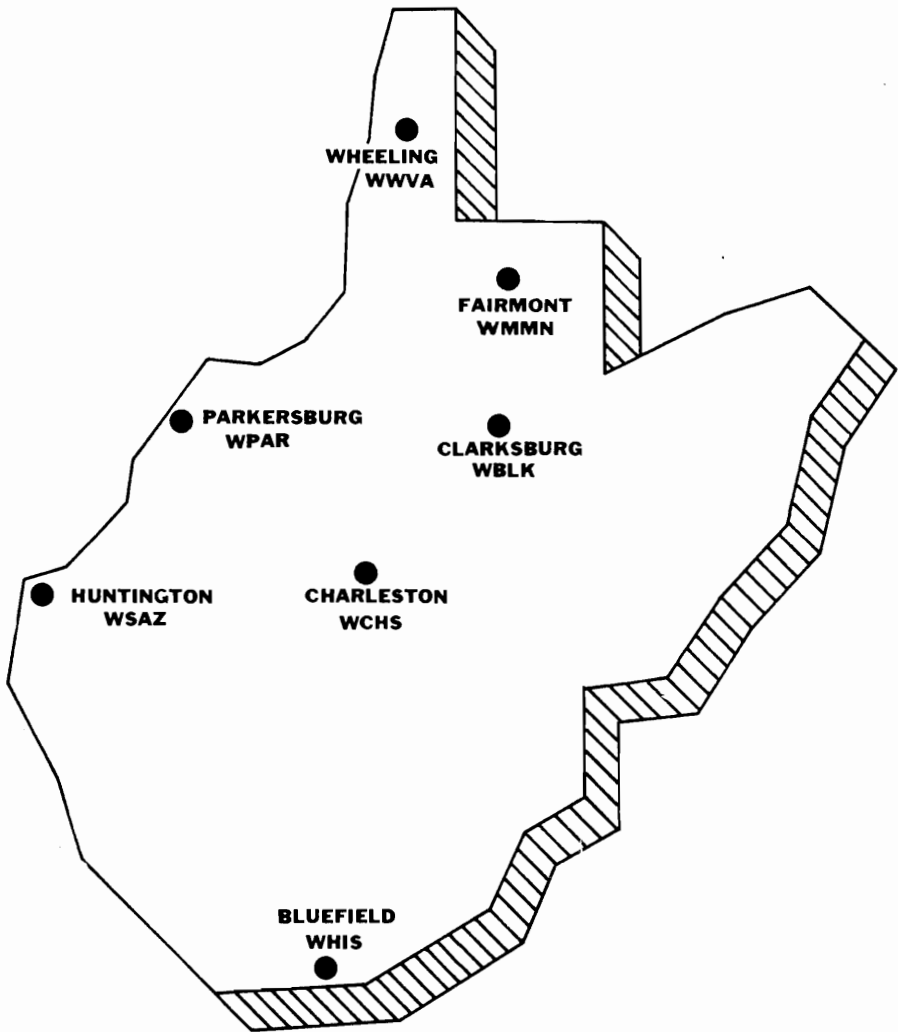 WHEELING
WWVA
FAIRMONT
WMMN
PARKERSBURG
WPAR
CLARKSBURG
WBLK
HUNTINGTON
WSAZ
CHARLESTON
WCHS
BLUEFIELD
WHIS